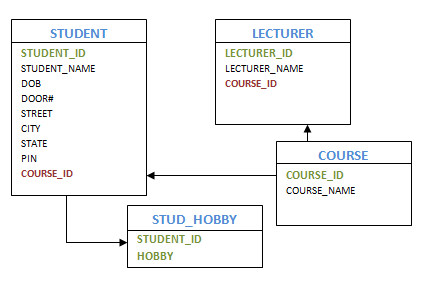 STUDENT
STUDENT_ID
STUDENT_NAME
DOB
DOOR#
STREET
CITY
STATE
PIN
COURSE_ID
LECTURER
LECTURER_ID
LECTURER_NAME
COURSE_ID
COURSE
COURSE_ID
COURSE_NAME
STUD_HOBBY
STUDENT_ID
HOBBY